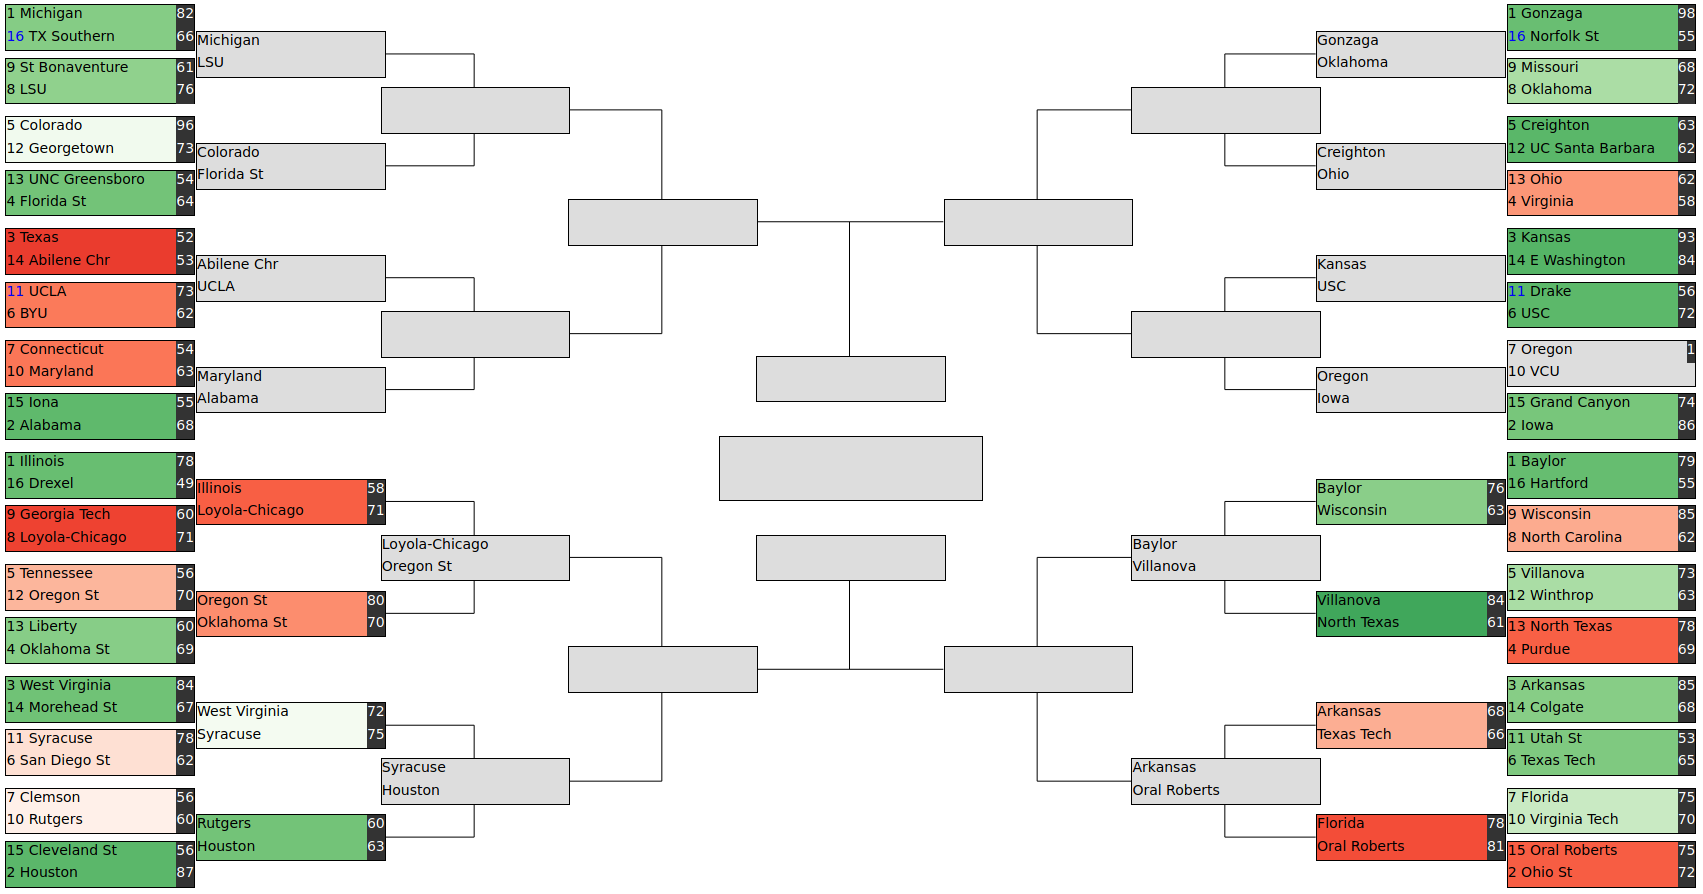 1 Michigan 82
16 TX Southern 66
9 St Bonaventure 61
8 LSU 76
5 Colorado 96
12 Georgetown 73
13 UNC Greensboro 54
4 Florida St 64
3 Texas 52
14 Abilene Chr 53
11 UCLA 73
6 BYU 62
7 Connecticut 54
10 Maryland 63
15 Iona 55
2 Alabama 68
1 Illinois 78
16 Drexel 49
9 Georgia Tech 60
8 Loyola-Chicago 71
5 Tennessee 56
12 Oregon St 70
13 Liberty 60
4 Oklahoma St 69
3 West Virginia 84
14 Morehead St 67
11 Syracuse 78
6 San Diego St 62
7 Clemson 56
10 Rutgers 60
15 Cleveland St 56
2 Houston 87
Michigan
LSU
Colorado
Florida St
Abilene Chr
UCLA
Maryland
Alabama
Illinois 58
Loyola-Chicago 71
Oregon St 80
Oklahoma St 70
West Virginia 72
Syracuse 75
Rutgers 60
Houston 63
Loyola-Chicago
Oregon St
Syracuse
Houston
Baylor
Villanova
Arkansas
Oral Roberts
Gonzaga
Oklahoma
Creighton
Ohio
Kansas
USC
Oregon
Iowa
Baylor 76
Wisconsin 63
Villanova 84
North Texas 61
Arkansas 68
Texas Tech 66
Florida 78
Oral Roberts 81
1 Gonzaga 98
16 Norfolk St 55
9 Missouri 68
8 Oklahoma 72
5 Creighton 63
12 UC Santa Barbara 62
13 Ohio 62
4 Virginia 58
3 Kansas 93
14 E Washington 84
11 Drake 56
6 USC 72
7 Oregon 1
10 VCU
15 Grand Canyon 74
2 Iowa 86
1 Baylor 79
16 Hartford 55
9 Wisconsin 85
8 North Carolina 62
5 Villanova 73
12 Winthrop 63
13 North Texas 78
4 Purdue 69
3 Arkansas 85
14 Colgate 68
11 Utah St 53
6 Texas Tech 65
7 Florida 75
10 Virginia Tech 70
15 Oral Roberts 75
2 Ohio St 72